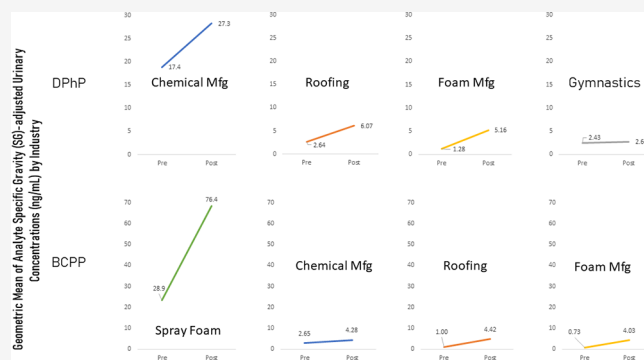 Geometric Mean of Analyte Specific Gravity (SG)-adjusted Urinary
Concentrations (ng/mL) by Industry
DPhP
30
25
20
15
10
5
0
17.4
27.3
Chemical Mfg
Pre
Post
30
25
20
15
10
5
0
Roofing
2.64
6.07
Pre
Post
30
25
20
15
10
5
0
Foam Mfg
1.28
5.16
Pre
Post
30
25
20
15
10
5
0
Gymnastics
2.43
2.6
Pre
Post
BCPP
70
60
50
40
30
20
10
0
28.9
76.4
Spray Foam
Pre
Post
70
60
50
40
30
20
10
0
Chemical Mfg
2.65
4.28
Pre
Post
70
60
50
40
30
20
10
0
Roofing
1.00
4.42
Pre
Post
70
60
50
40
30
20
10
0
Foam Mfg
0.73
4.03
Pre
Post